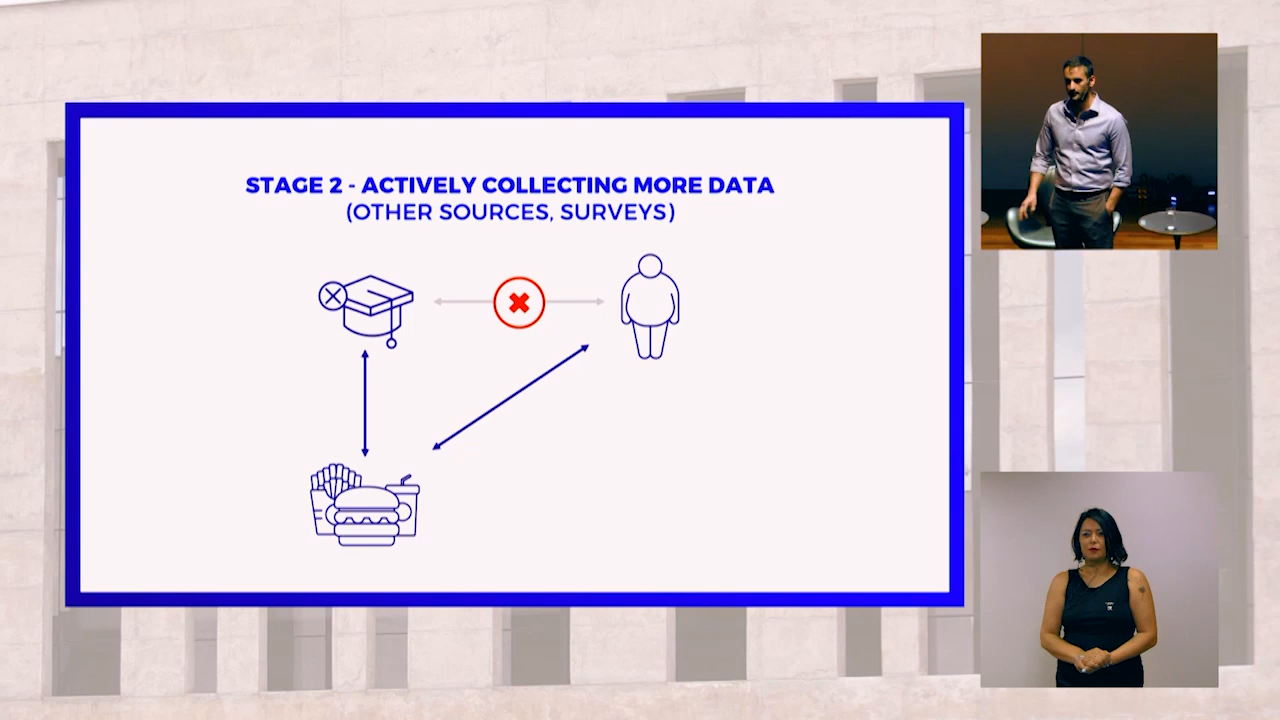 STAGE 2 - ACTIVELY COLLECTING MORE DATA
(OTHER SOURCES, SURVEYS)